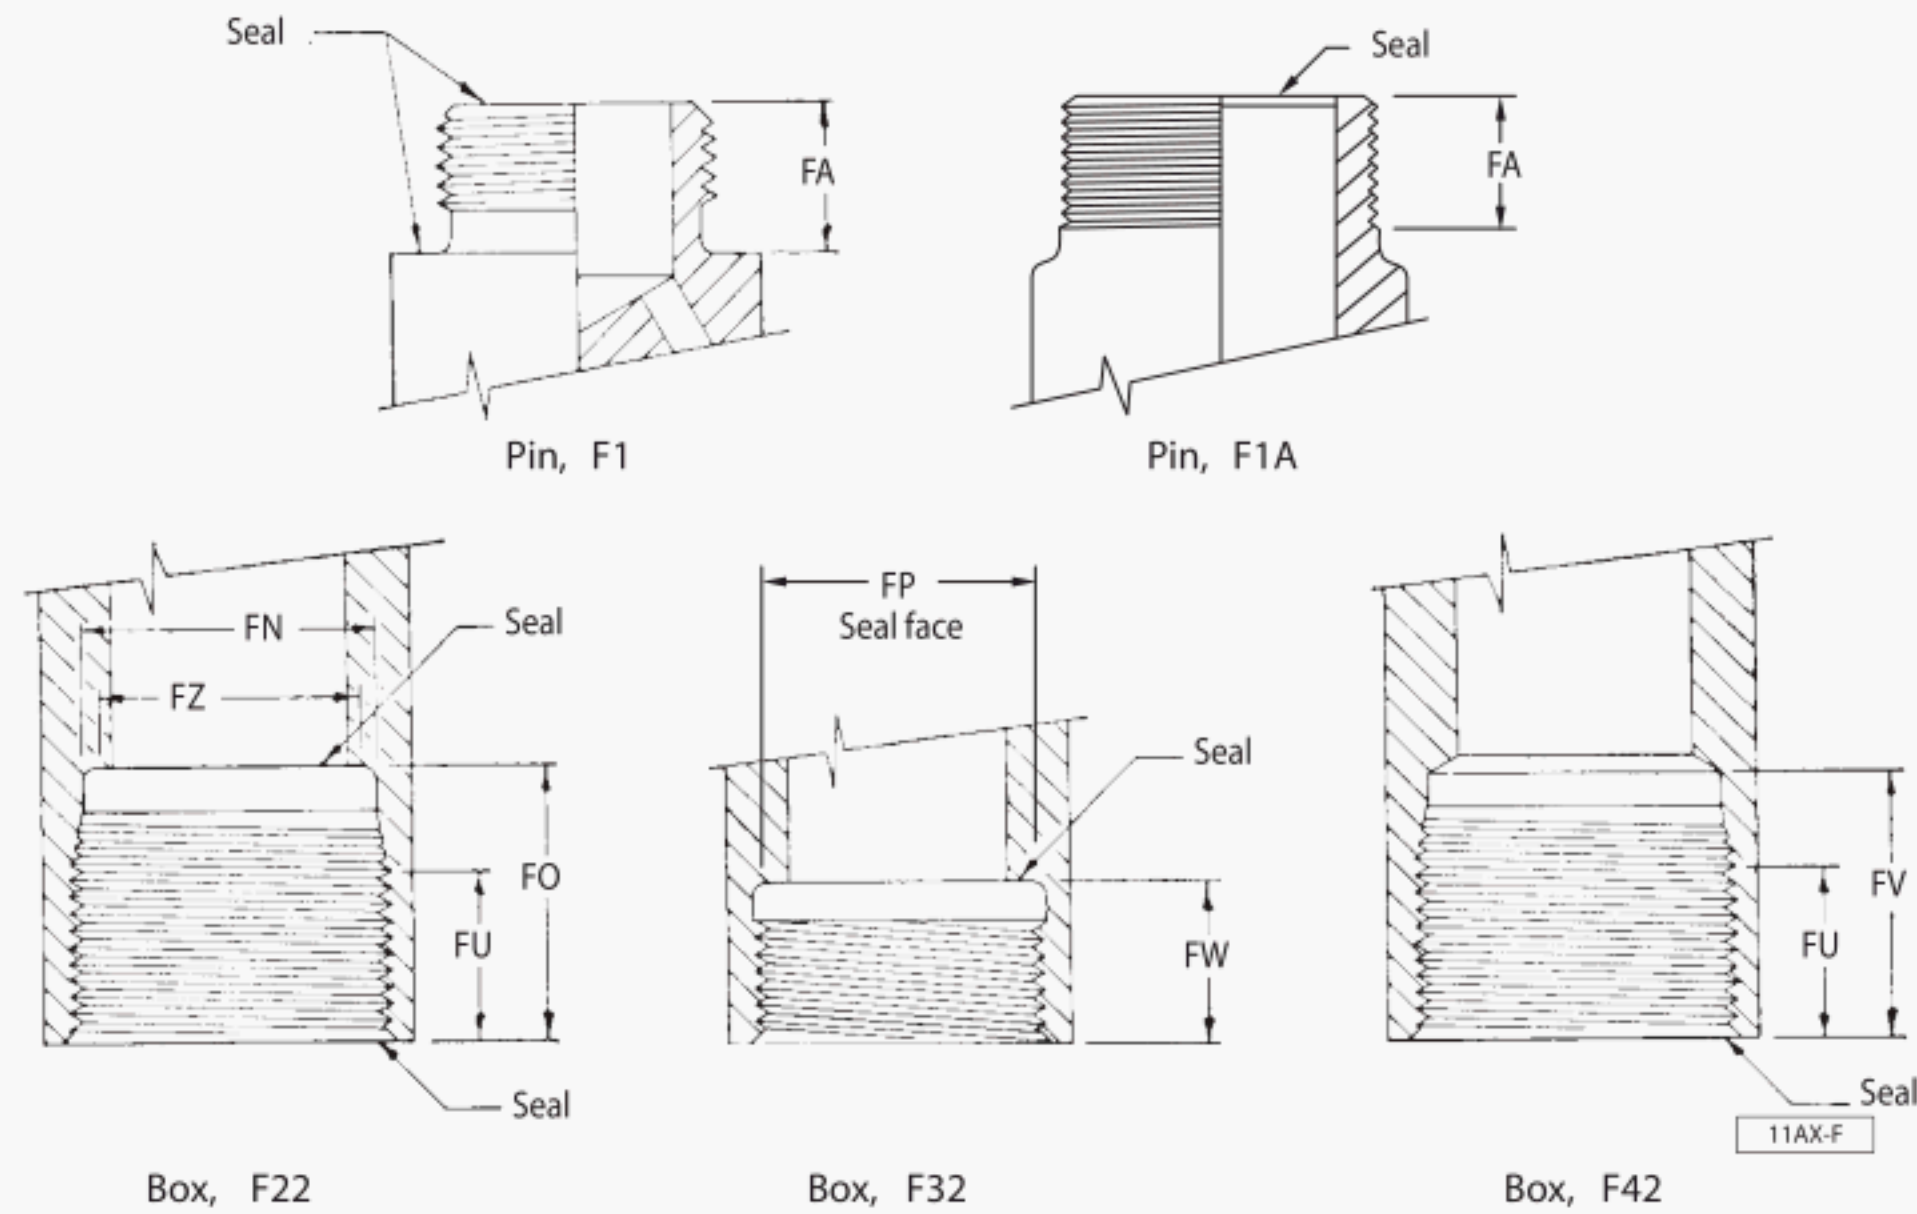 Seal
Seal
FA
FA
Pin, F1
Pin, F1A
FN
Seal
FZ
FO
FU
Seal
Box, F22
FP
Seal face
Seal
FW
Box, F32
FV
FU
Seal
11AX-F
Box, F42